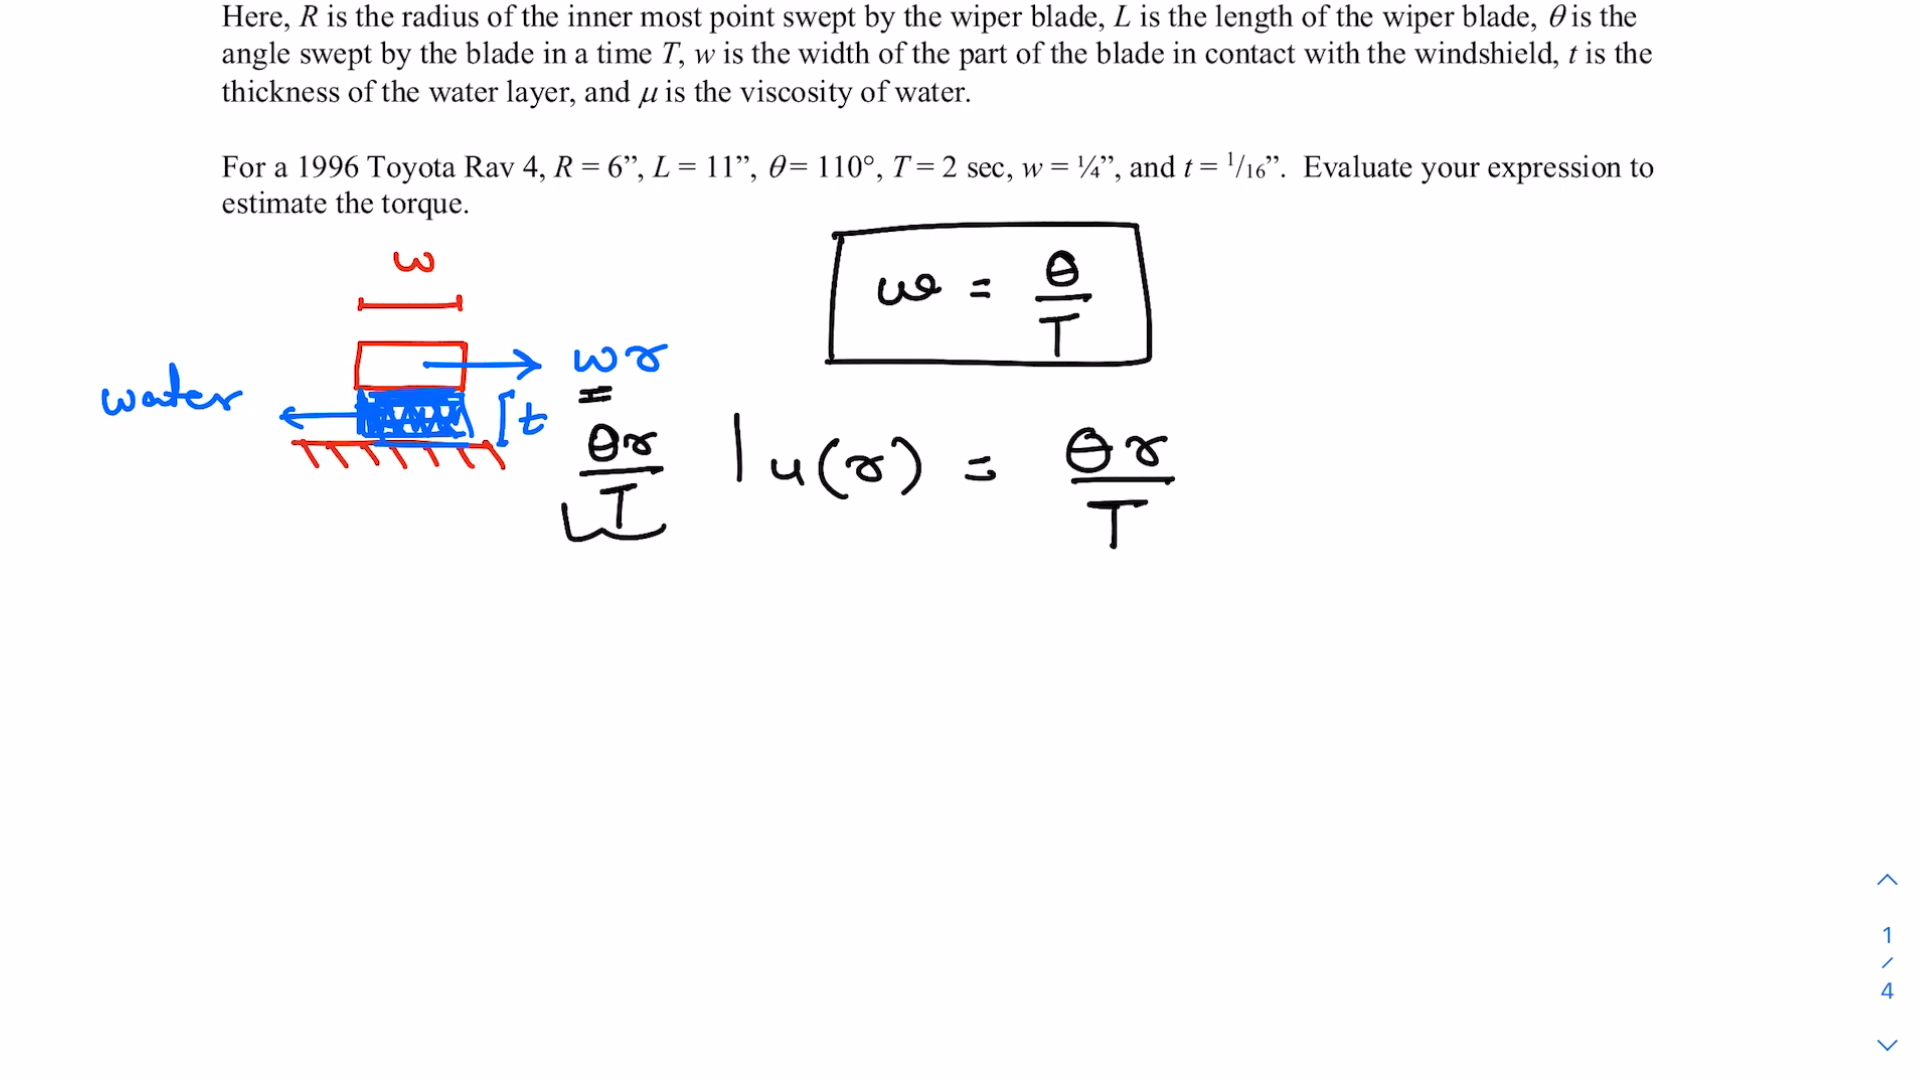 Here, R is the radius of the inner most point swept by the wiper blade, L is the length of the wiper blade, θ is the
angle swept by the blade in a time T, w is the width of the part of the blade in contact with the windshield, t is the
thickness of the water layer, and μ is the viscosity of water.
For a 1996 Toyota Rav 4, R = 6”, L = 11”, θ= 110°, T = 2 sec, w = ¼”, and t = 1/16”. Evaluate your expression to
estimate the torque.
ω
ω = θ/T
water
ωr
t
= θr/T
u(r) = θr/T
1
/
4